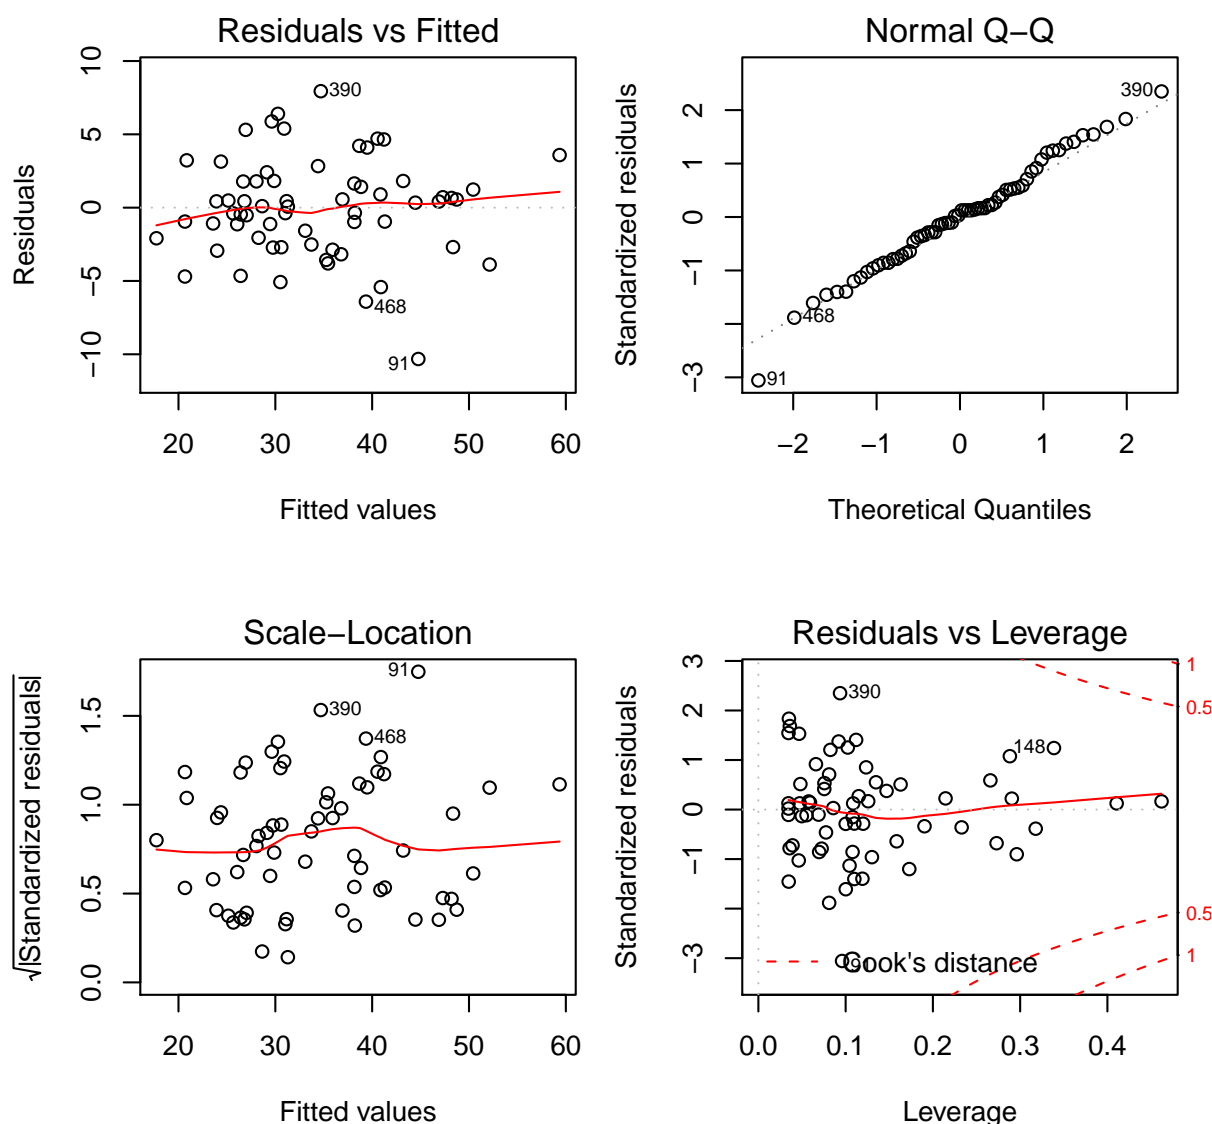 Residuals vs Fitted
Residuals
10
5
0
−5
−10
390
468
91
20 30 40 50 60
Fitted values
Normal Q−Q
Standardized residuals
2
1
0
−1
−3
390
468
91
−2 −1 0 1 2
Theoretical Quantiles
Scale−Location
√|Standardized residuals|
1.5
1.0
0.5
0.0
91
390
468
20 30 40 50 60
Fitted values
Residuals vs Leverage
Standardized residuals
3
2
1
0
−1
−3
390
148
91
Cook's distance
1
0.5
0.5
1
0.0 0.1 0.2 0.3 0.4
Leverage